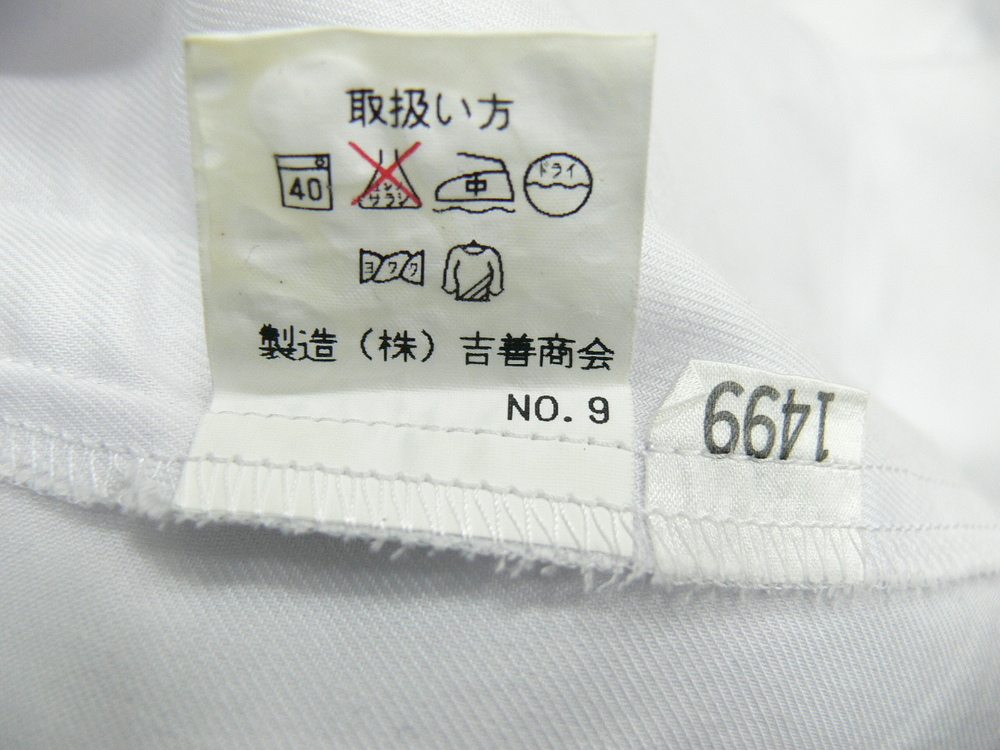 取扱い方
40 エンソサラシ 中 ドライ
ヨワク
製造（株）吉善商会
NO.9
1499